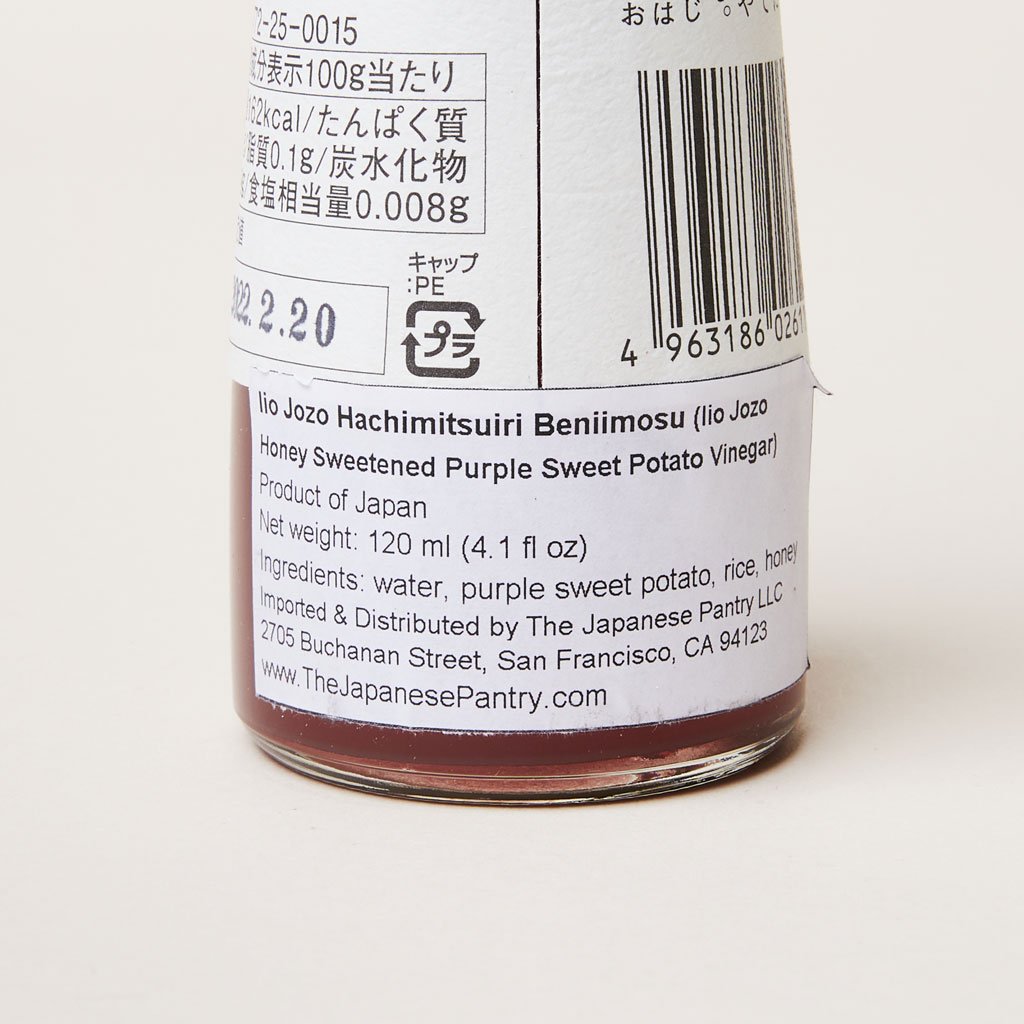 72-25-0015
成分表示100g当たり
162kcal/たんぱく質
脂質0.1g/炭水化物
食塩相当量0.008g
2.20
キャップ
:PE
プラ
おはじ
4 963186 0261
Iio Jozo Hachimitsuiri Beniimosu (Iio Jozo
Honey Sweetened Purple Sweet Potato Vinegar)
Product of Japan
Net weight: 120 ml (4.1 fl oz)
Ingredients: water, purple sweet potato, rice, honey
Imported & Distributed by The Japanese Pantry LLC
2705 Buchanan Street, San Francisco, CA 94123
www.TheJapanesePantry.com